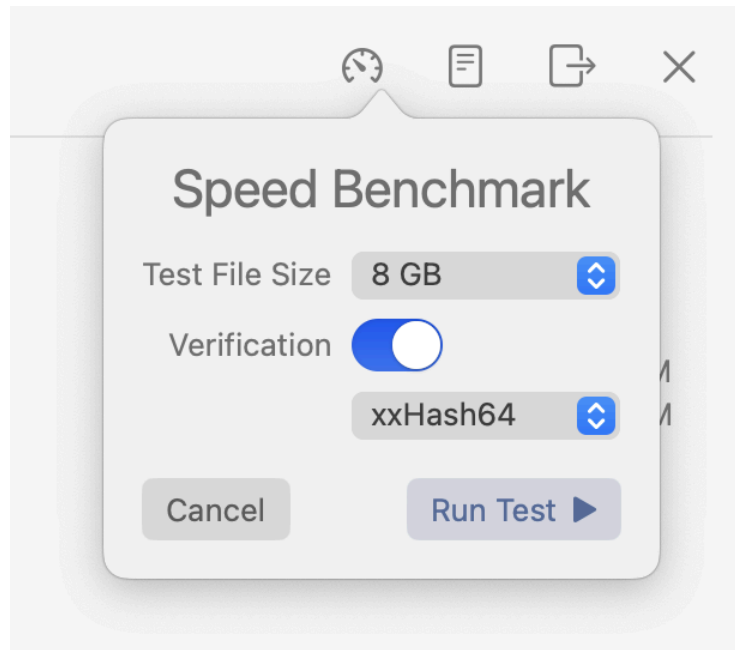 Speed Benchmark
Test File Size 8 GB
Verification
M
xxHash64 M
Cancel Run Test